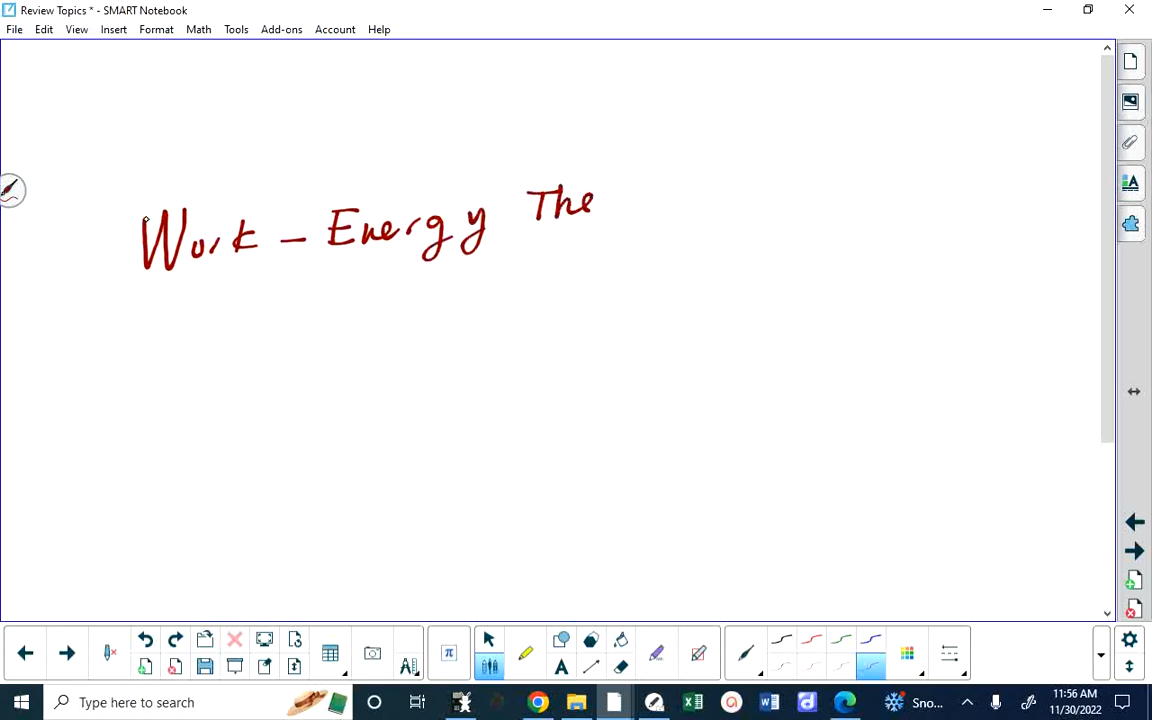 Review Topics * - SMART Notebook
File Edit View Insert Format Math Tools Add-ons Account Help
Work - Energy The
π
A
Type here to search
Sno...
11:56 AM
11/30/2022